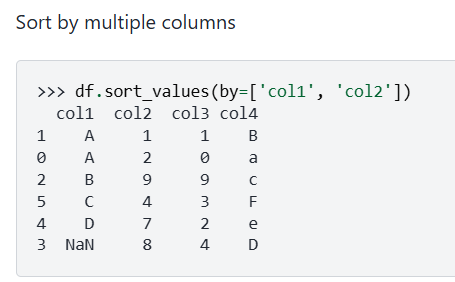 Sort by multiple columns
>>> df.sort_values(by=['col1', 'col2'])
  col1  col2  col3 col4
1    A     1     1    B
0    A     2     0    a
2    B     9     9    c
5    C     4     3    F
4    D     7     2    e
3  NaN     8     4    D